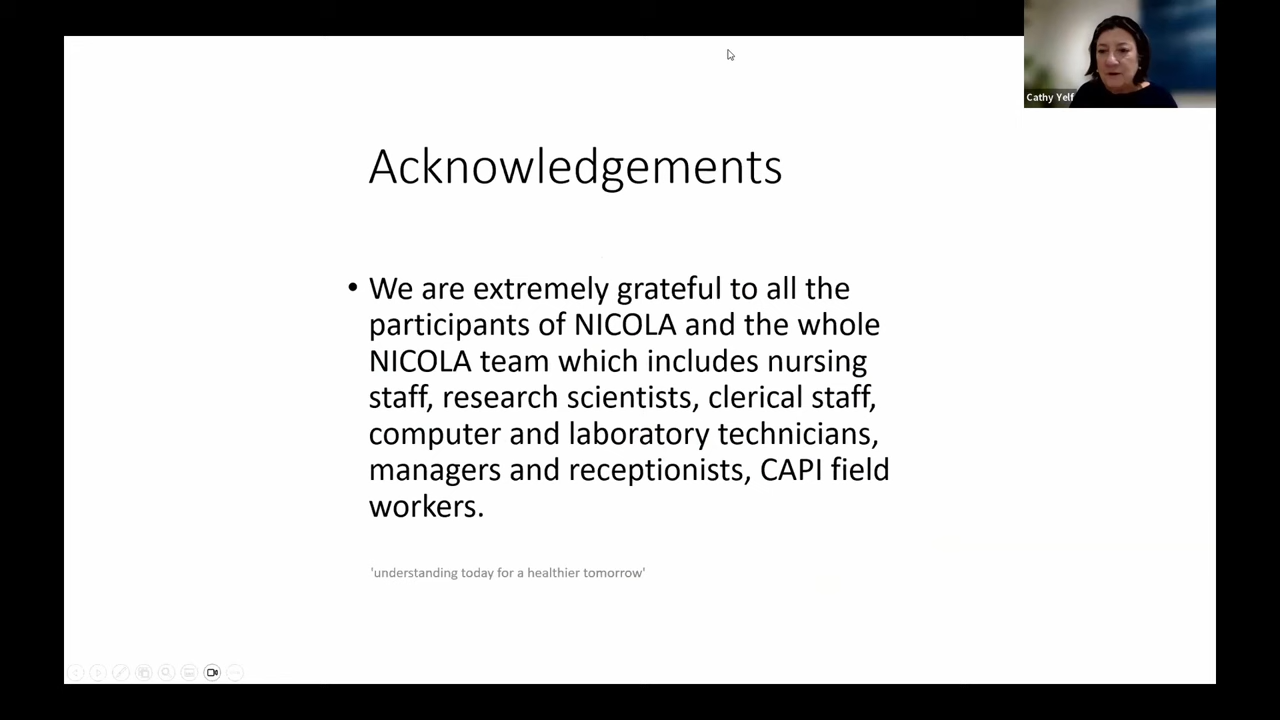 Cathy Yelf
Acknowledgements
• We are extremely grateful to all the
participants of NICOLA and the whole
NICOLA team which includes nursing
staff, research scientists, clerical staff,
computer and laboratory technicians,
managers and receptionists, CAPI field
workers.
'understanding today for a healthier tomorrow'